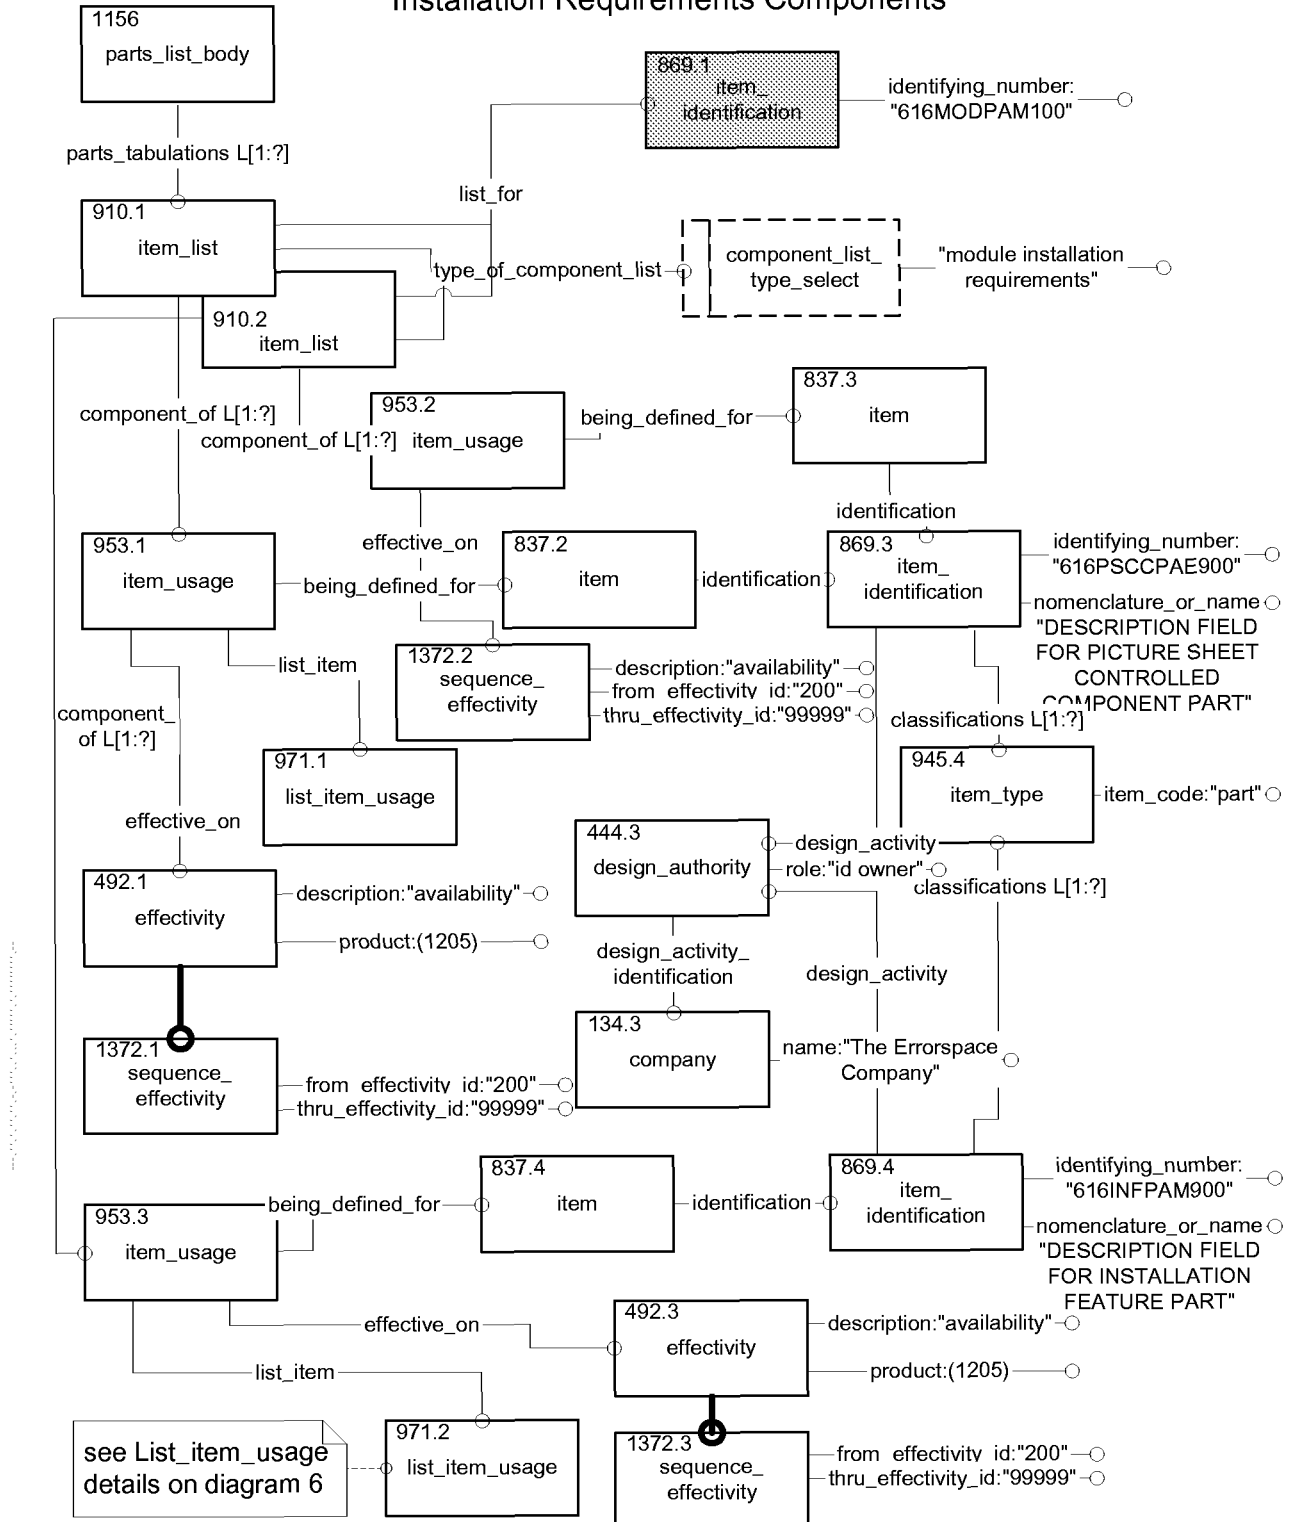 Installation Requirements Components
1156
parts_list_body
869.1
item_
identification
identifying_number:
"616MODPAM100"
parts_tabulations L[1:?]
list_for
910.1
item_list
type_of_component_list
component_list_
type_select
"module installation
requirements"
910.2
item_list
837.3
item
component_of L[1:?]
953.2
item_usage
being_defined_for
component_of L[1:?]
identification
953.1
item_usage
effective_on
being_defined_for
837.2
item
identification
869.3
item_
identification
identifying_number:
"616PSCCPAE900"
nomenclature_or_name
"DESCRIPTION FIELD
FOR PICTURE SHEET
CONTROLLED
COMPONENT PART"
list_item
1372.2
sequence_
effectivity
description:"availability"
from_effectivity_id:"200"
thru_effectivity_id:"99999"
component_
of L[1:?]
classifications L[1:?]
971.1
list_item_usage
945.4
item_type
item_code:"part"
effective_on
444.3
design_authority
design_activity
role:"id owner"
classifications L[1:?]
492.1
effectivity
description:"availability"
product:(1205)
design_activity_
identification
design_activity
1372.1
sequence_
effectivity
from_effectivity_id:"200"
thru_effectivity_id:"99999"
134.3
company
name:"The Errorspace
Company"
837.4
item
being_defined_for
identification
869.4
item_
identification
identifying_number:
"616INFPAM900"
nomenclature_or_name
"DESCRIPTION FIELD
FOR INSTALLATION
FEATURE PART"
953.3
item_usage
effective_on
492.3
effectivity
description:"availability"
product:(1205)
list_item
see List_item_usage
details on diagram 6
971.2
list_item_usage
1372.3
sequence_
effectivity
from_effectivity_id:"200"
thru_effectivity_id:"99999"